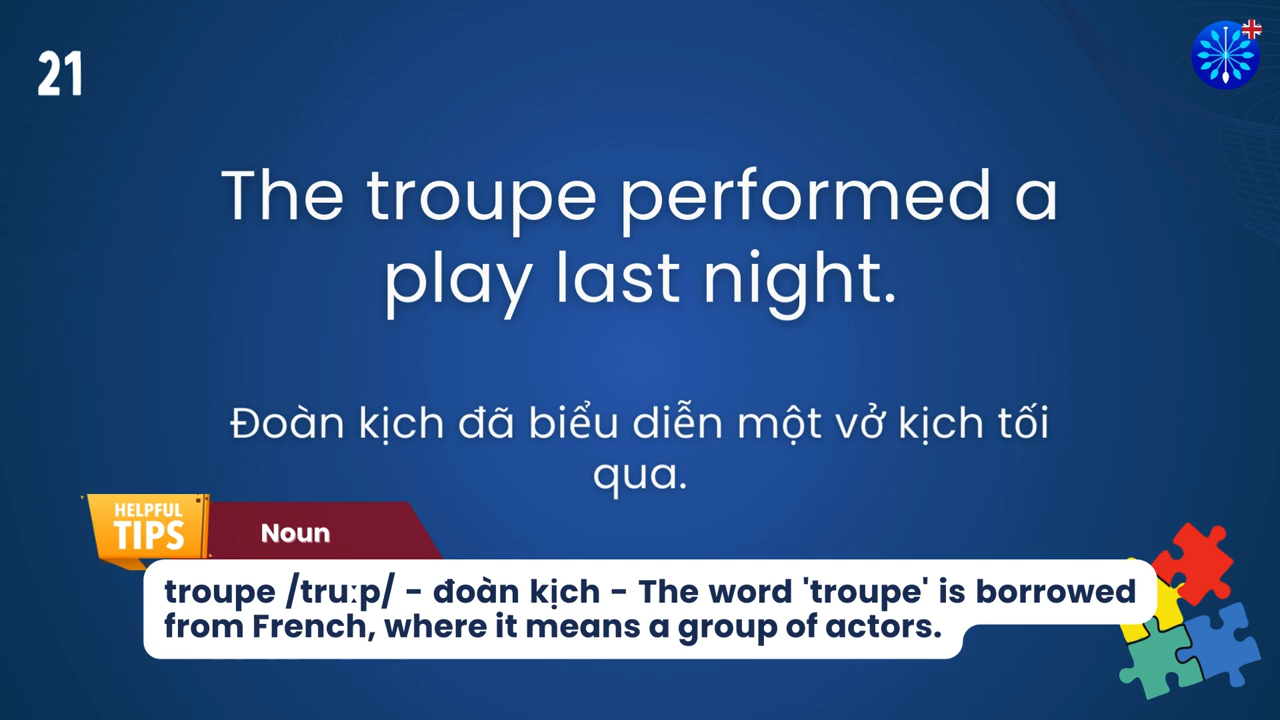 21
The troupe performed a
play last night.
Đoàn kịch đã biểu diễn một vở kịch tối
qua.
HELPFUL
TIPS
Noun
troupe /truːp/ - đoàn kịch - The word 'troupe' is borrowed
from French, where it means a group of actors.